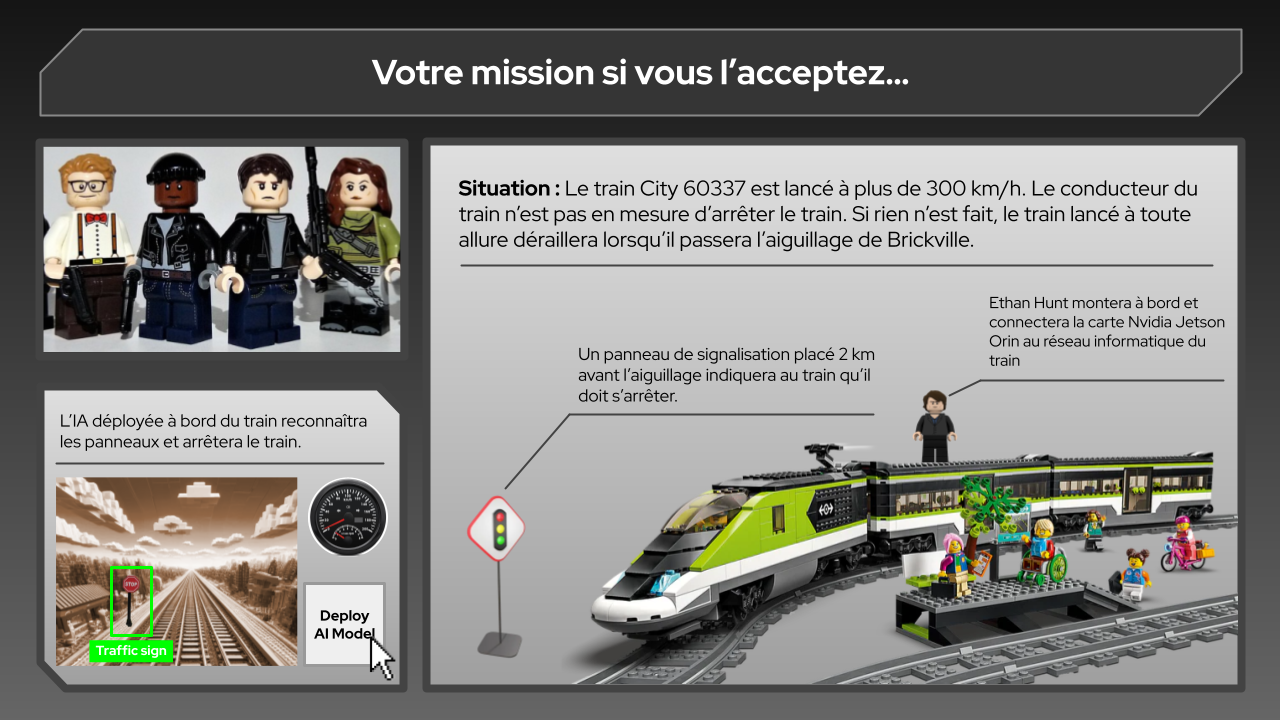 Votre mission si vous l’acceptez...
Situation : Le train City 60337 est lancé à plus de 300 km/h. Le conducteur du
train n’est pas en mesure d’arrêter le train. Si rien n’est fait, le train lancé à toute
allure déraillera lorsqu’il passera l’aiguillage de Brickville.
Ethan Hunt montera à bord et
connectera la carte Nvidia Jetson
Orin au réseau informatique du
train
Un panneau de signalisation placé 2 km
avant l’aiguillage indiquera au train qu’il
doit s’arrêter.
L’IA déployée à bord du train reconnaîtra
les panneaux et arrêtera le train.
STOP
Traffic sign
Deploy
AI Model